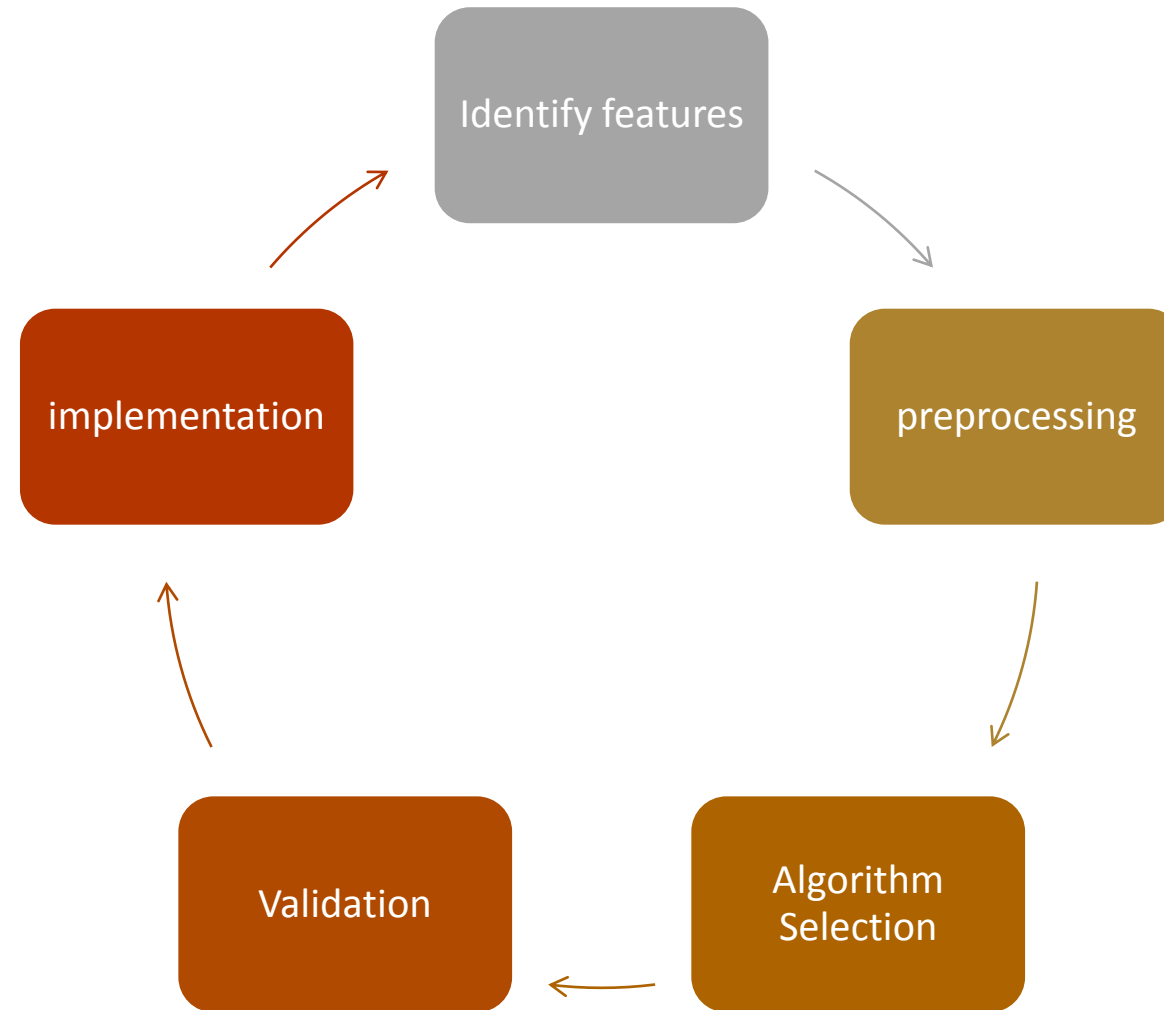 Identify features
preprocessing
Algorithm
Selection
Validation
implementation